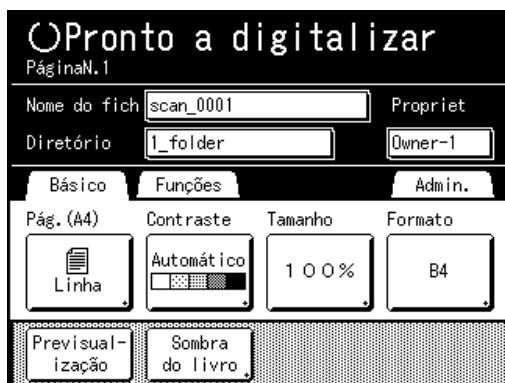 Pronto a digitalizar
PáginaN.1
Nome do fich scan_0001 Propriet
Diretório 1_folder Owner-1
Básico Funções Admin.
Pág.(A4) Contraste Tamanho Formato
Linha Automático 100% B4
Previsual- Sombra
ização do livro